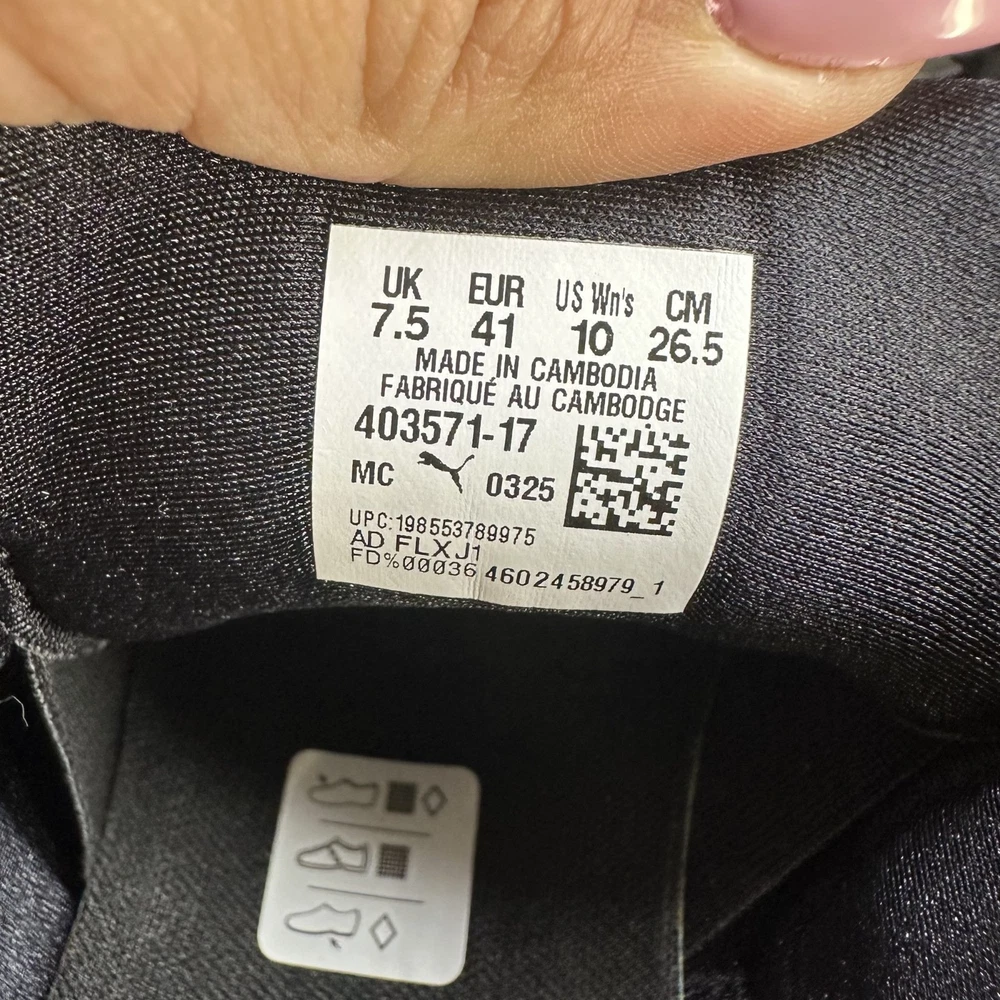 UK EUR US Wn's CM
7.5 41 10 26.5
MADE IN CAMBODIA
FABRIQUÉ AU CAMBODGE
403571-17
MC 0325
UPC:198553789975
AD FLXJ1
FD%00036 4602458979_1